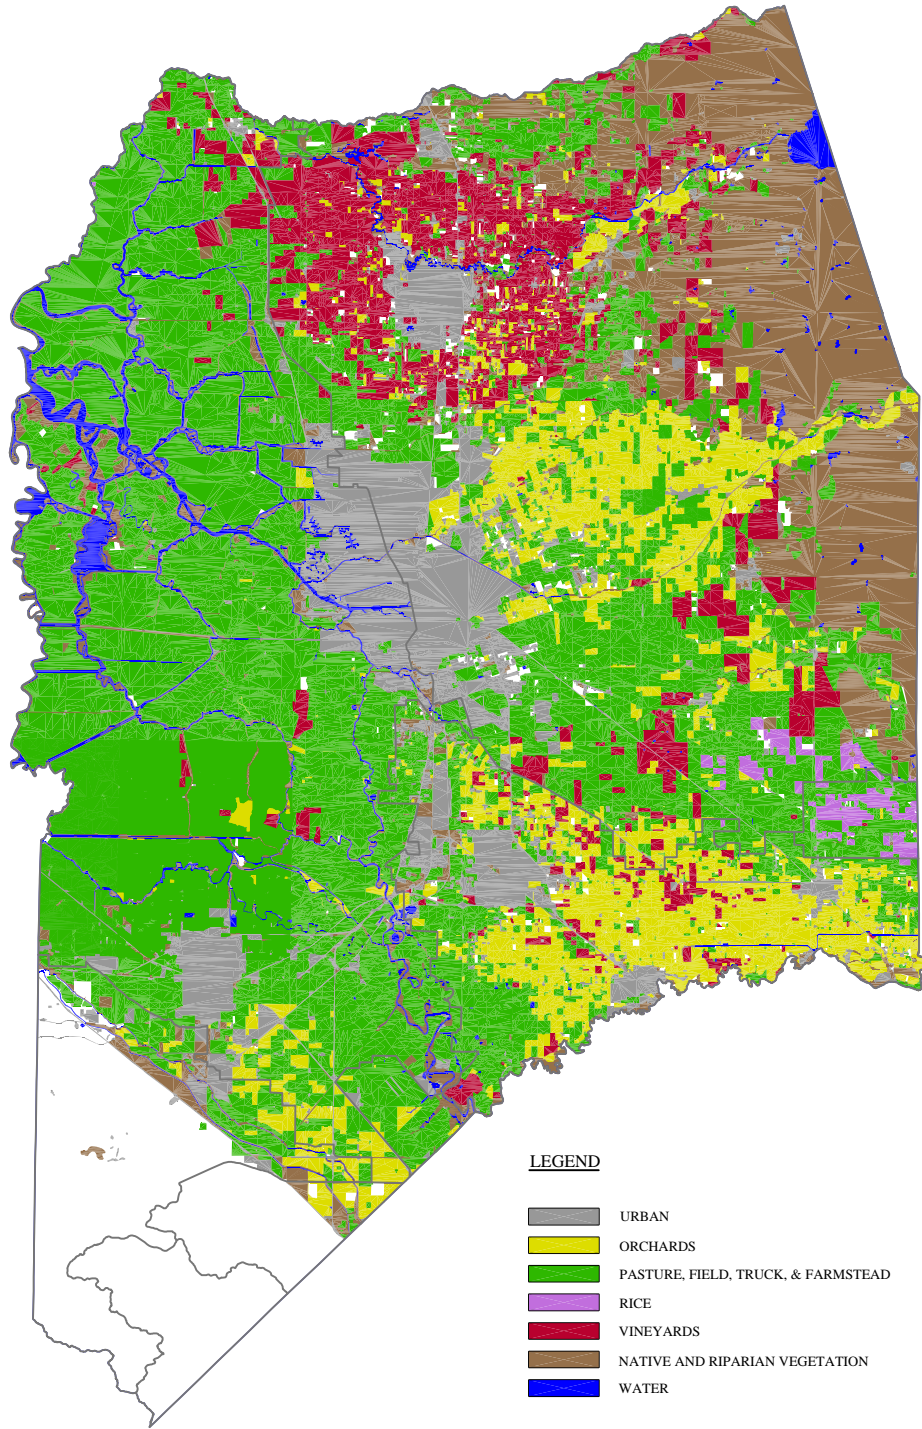 LEGEND
URBAN
ORCHARDS
PASTURE, FIELD, TRUCK, & FARMSTEAD
RICE
VINEYARDS
NATIVE AND RIPARIAN VEGETATION
WATER